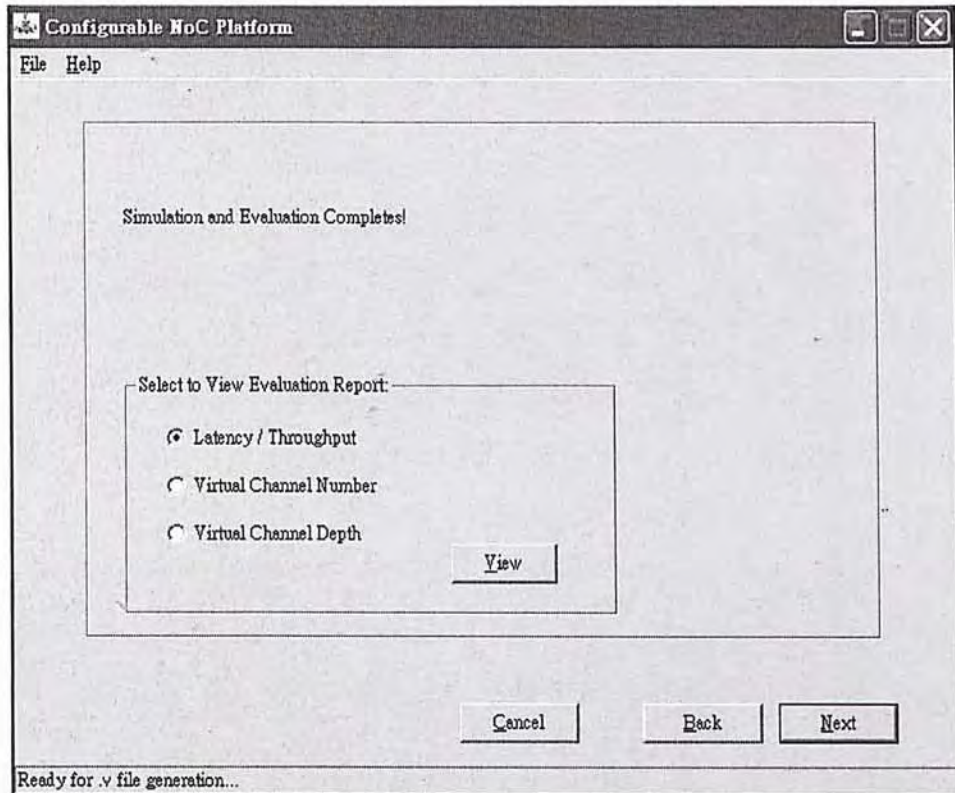 Configurable NoC Platform
File Help
Simulation and Evaluation Completes!
Select to View Evaluation Report:
Latency / Throughput
Virtual Channel Number
Virtual Channel Depth
View
Cancel Back Next
Ready for .v file generation...